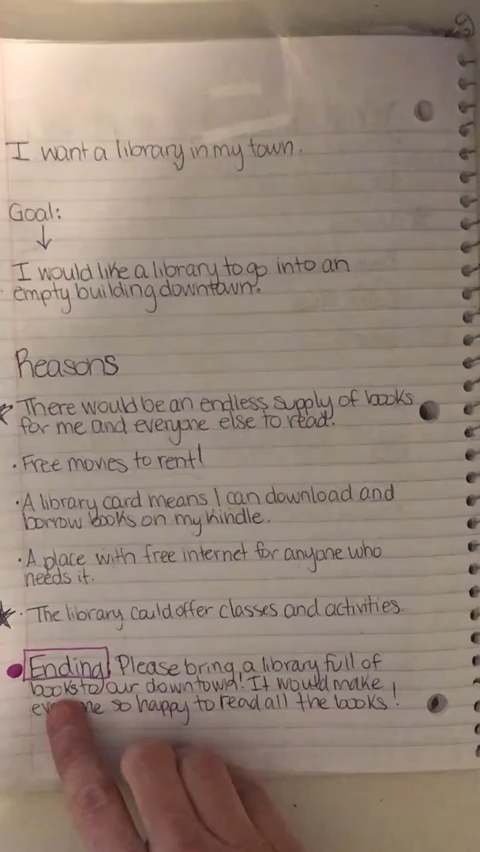 I want a library in my town.
Goal:
↓
I would like a library to go into an
empty building downtown.
Reasons
☆ There would be an endless supply of books
for me and everyone else to read.
· Free movies to rent!
· A library card means I can download and
borrow books on my Kindle.
· A place with free internet for anyone who
needs it.
☆ · The library could offer classes and activities
• Ending: Please bring a library full of
books to our downtown! It would make
so happy to read all the books!